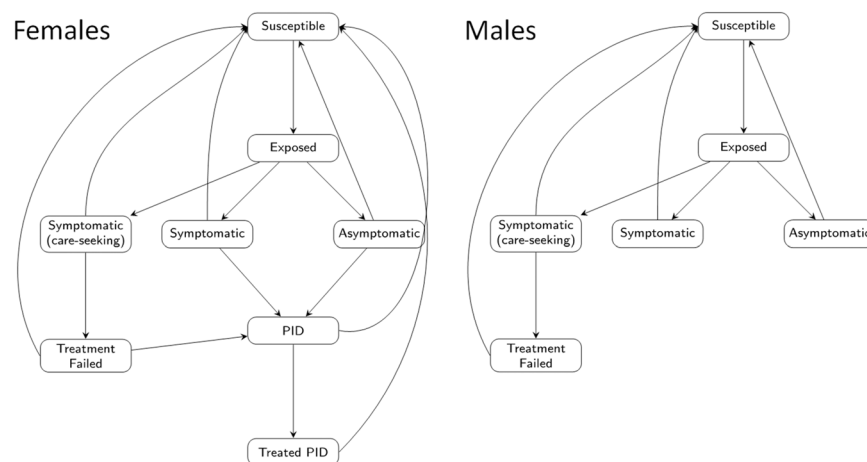 Females
Susceptible
Exposed
Symptomatic
(care-seeking)
Symptomatic
Asymptomatic
PID
Treatment
Failed
Treated PID
Males
Susceptible
Exposed
Symptomatic
(care-seeking)
Symptomatic
Asymptomatic
Treatment
Failed